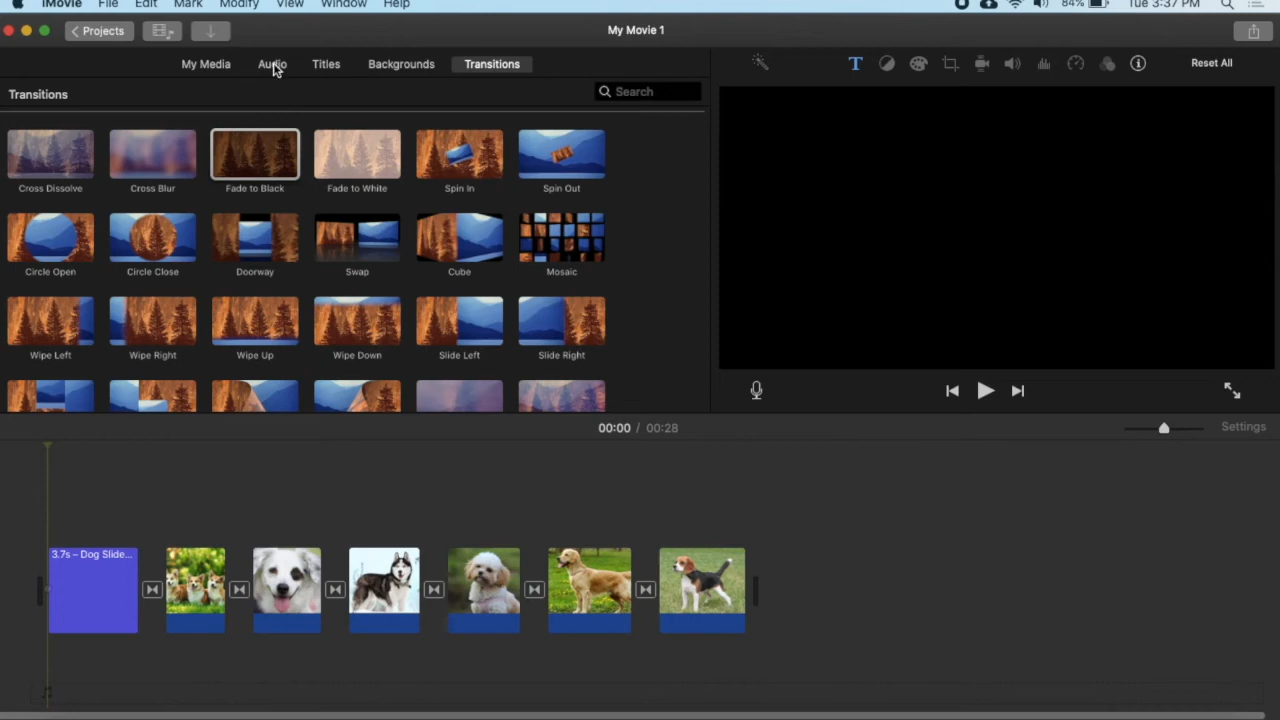 iMovie File Edit Mark Modify View Window Help 84% Tue 3:37 PM
Projects My Movie 1
My Media Audio Titles Backgrounds Transitions T Reset All
Transitions Search
Cross Dissolve Cross Blur Fade to Black Fade to White Spin In Spin Out
Circle Open Circle Close Doorway Swap Cube Mosaic
Wipe Left Wipe Right Wipe Up Wipe Down Slide Left Slide Right
00:00 / 00:28 Settings
3.7s – Dog Slide...